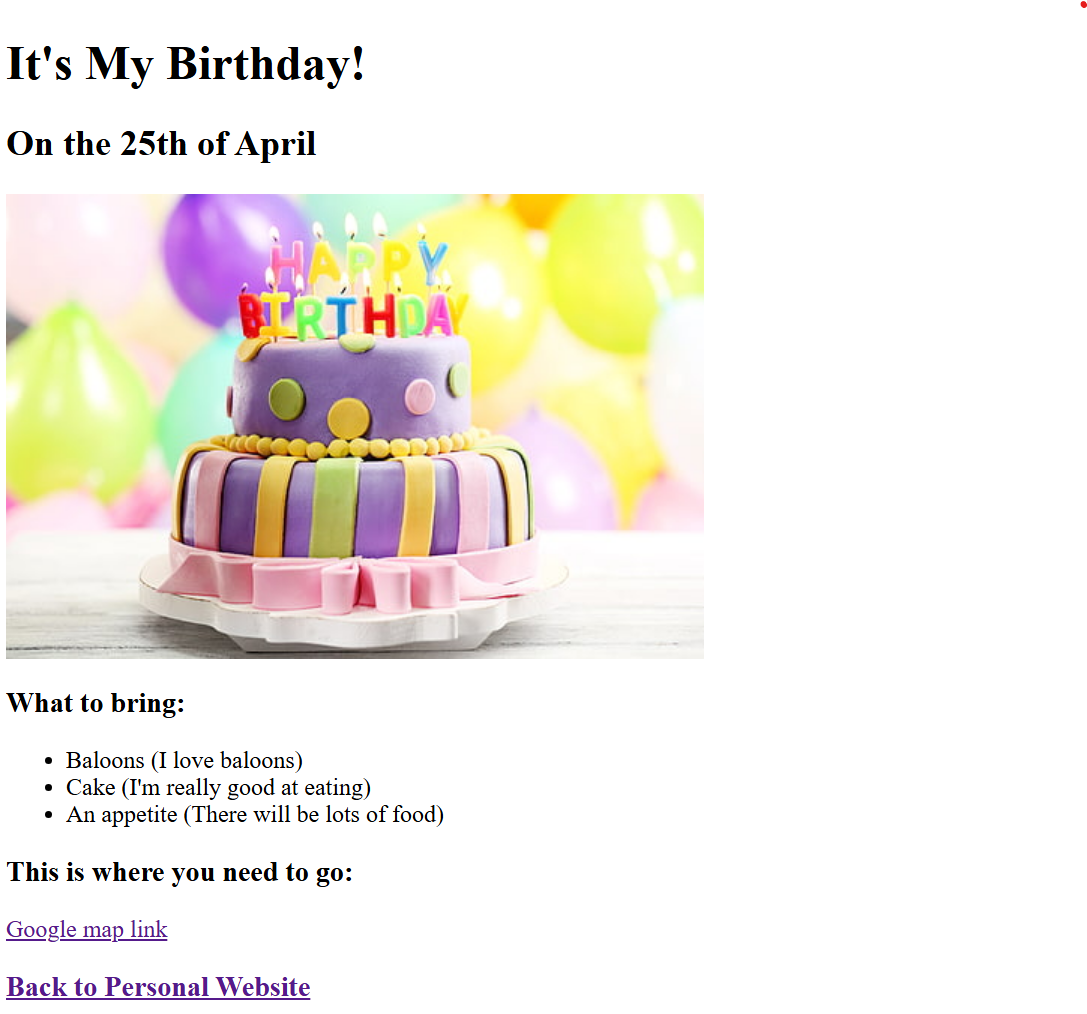 It's My Birthday!
On the 25th of April
HAPPY
BIRTHDAY
What to bring:
Baloons (I love baloons)
Cake (I'm really good at eating)
An appetite (There will be lots of food)
This is where you need to go:
Google map link
Back to Personal Website